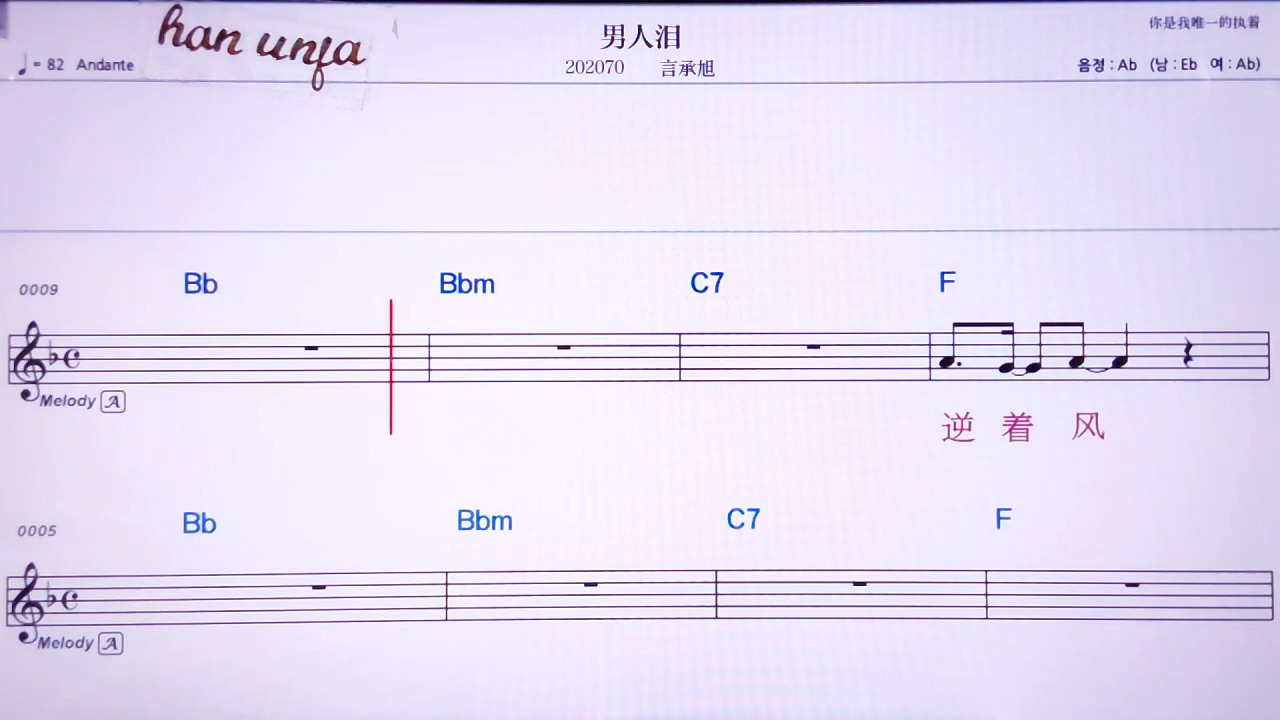 han unfa
男人泪
202070 言承旭
你是我唯一的执着
♩= 82 Andante
음정 : Ab (남 : Eb 여 : Ab)
0009 Bb Bbm C7 F
Melody A
逆 着 风
0005 Bb Bbm C7 F
Melody A